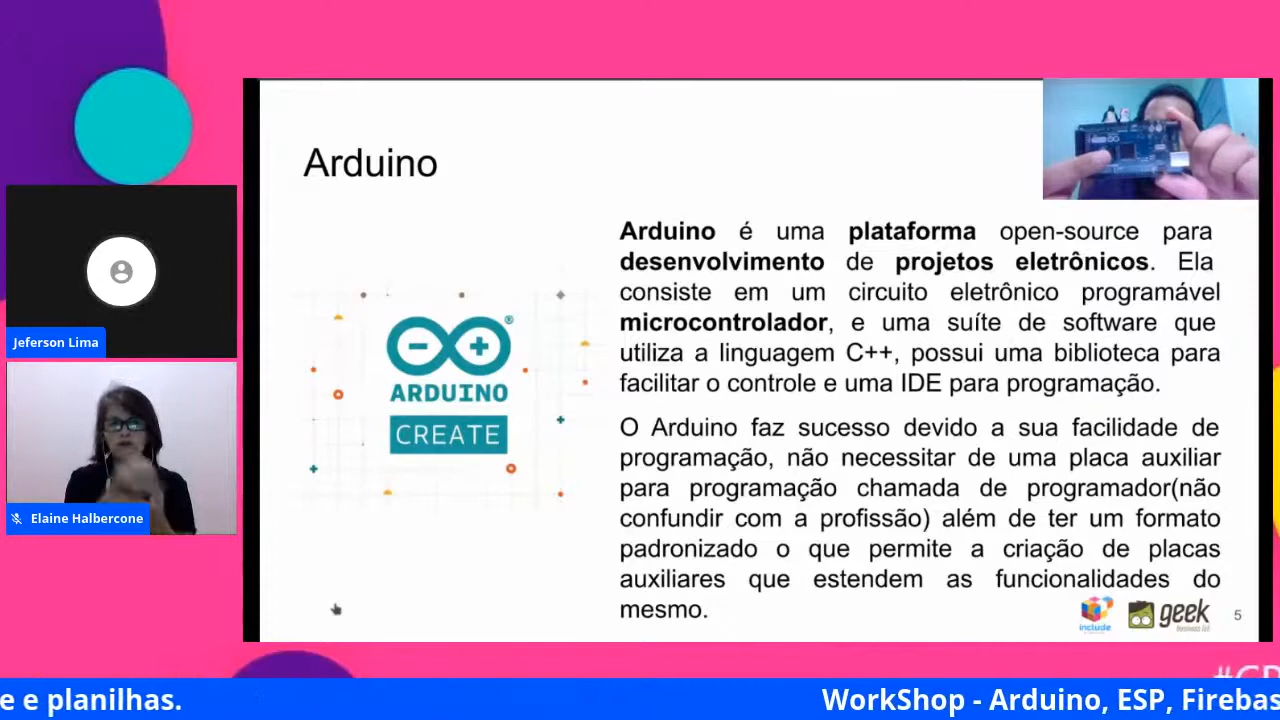 Arduino
Arduino é uma plataforma open-source para
desenvolvimento de projetos eletrônicos. Ela
consiste em um circuito eletrônico programável
microcontrolador, e uma suíte de software que
utiliza a linguagem C++, possui uma biblioteca para
facilitar o controle e uma IDE para programação.
O Arduino faz sucesso devido a sua facilidade de
programação, não necessitar de uma placa auxiliar
para programação chamada de programador(não
confundir com a profissão) além de ter um formato
padronizado o que permite a criação de placas
auxiliares que estendem as funcionalidades do
mesmo.
ARDUINO
CREATE
include
geek
5
Jeferson Lima
Elaine Halbercone
e e planilhas.
WorkShop - Arduino, ESP, Firebas